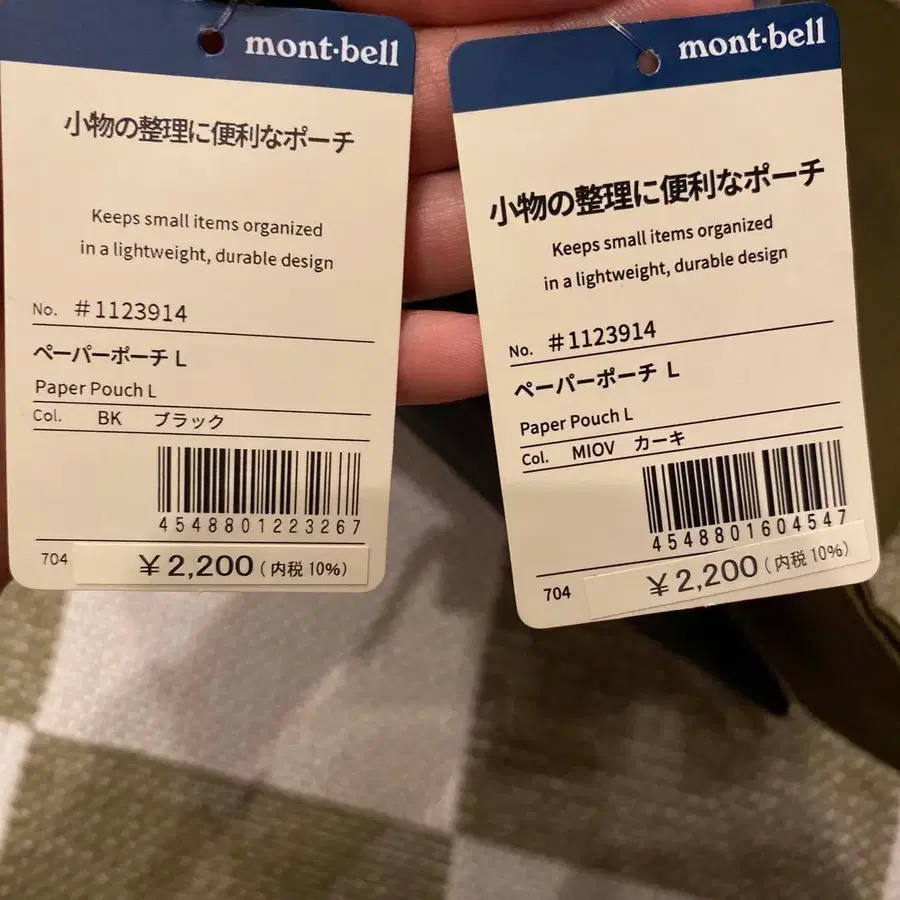 mont·bell
小物の整理に便利なポーチ
Keeps small items organized
in a lightweight, durable design
No. #1123914
ペーパーポーチ L
Paper Pouch L
Col. BK ブラック
4548801223267
704 ¥2,200(内税10%)
mont·bell
小物の整理に便利なポーチ
Keeps small items organized
in a lightweight, durable design
No. #1123914
ペーパーポーチ L
Paper Pouch L
Col. MIOV カーキ
4548801604547
704 ¥2,200(内税10%)